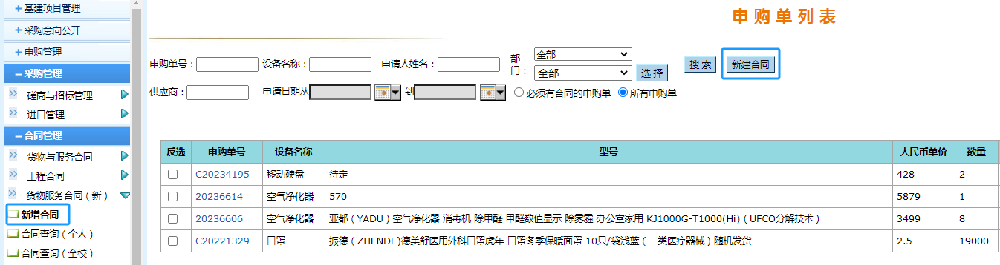 基建项目管理
采购意向公开
申购管理
采购管理
磋商与招标管理
进口管理
合同管理
货物与服务合同
工程合同
货物服务合同（新）
新增合同
合同查询（个人）
合同查询（全校）
申购单列表
申购单号： 设备名称： 申请人姓名： 部门： 全部 全部 选择 搜索 新建合同
供应商： 申请日期从 到 必须有合同的申购单 所有申购单
反选 申购单号 设备名称 型号 人民币单价 数量
C20234195 移动硬盘 待定 428 2
20236614 空气净化器 570 5879 1
20236606 空气净化器 亚都（YADU）空气净化器 消毒机 除甲醛 甲醛数值显示 除雾霾 办公室家用 KJ1000G-T1000(Hi)（UFCO分解技术） 3499 8
C20221329 口罩 振德（ZHENDE)德美舒医用外科口罩虎年 口罩冬季保暖面罩 10只/袋浅蓝（二类医疗器械）随机发货 2.5 19000